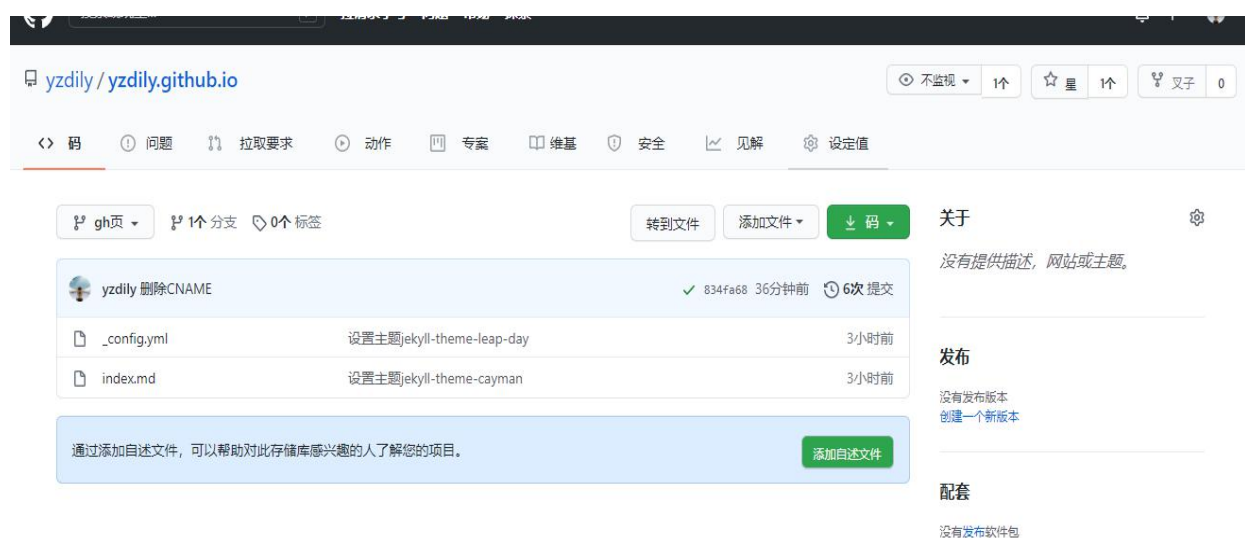 yzdily / yzdily.github.io
不监视 1个 星 1个 叉子 0
码 问题 拉取要求 动作 维基 安全 见解 设定值
专案
gh页 1个 分支 0个 标签 转到文件 添加文件 码
yzdily 删除CNAME 834fa68 36分钟前 6次 提交
_config.yml 设置主题jekyll-theme-leap-day 3小时前
index.md 设置主题jekyll-theme-cayman 3小时前
通过添加自述文件，可以帮助对此存储库感兴趣的人了解您的项目。 添加自述文件
关于
没有提供描述，网站或主题。
发布
没有发布版本
创建一个新版本
配套
没有发布软件包